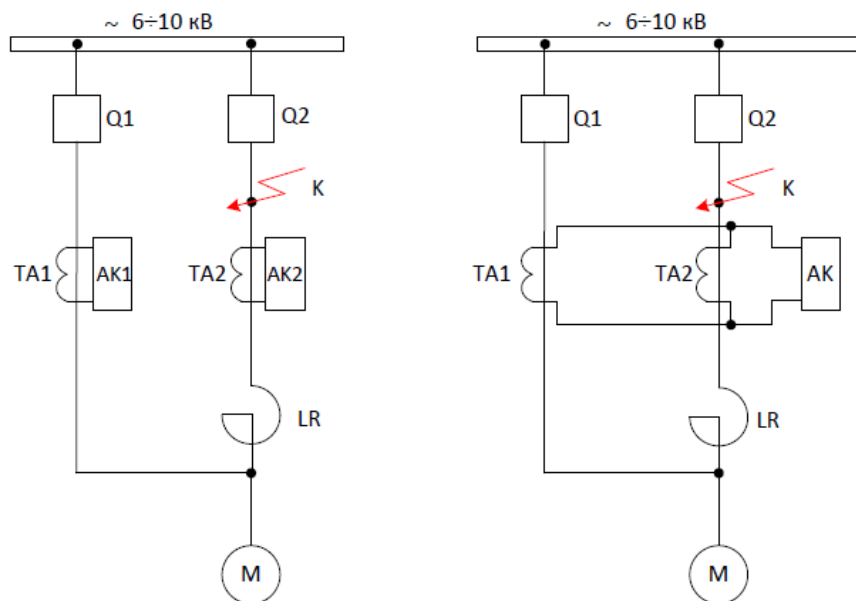 ~ 6÷10 кВ
~ 6÷10 кВ
Q1
Q2
Q1
Q2
K
K
TA1
AK1
TA2
AK2
TA1
TA2
AK
LR
LR
M
M